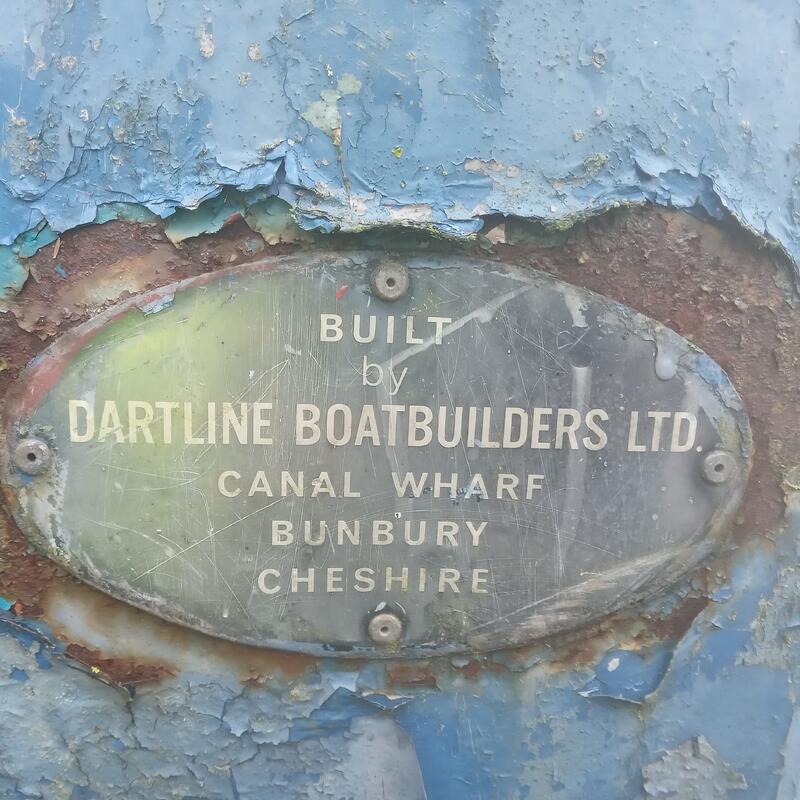 BUILT
by
DARTLINE BOATBUILDERS LTD.
CANAL WHARF
BUNBURY
CHESHIRE